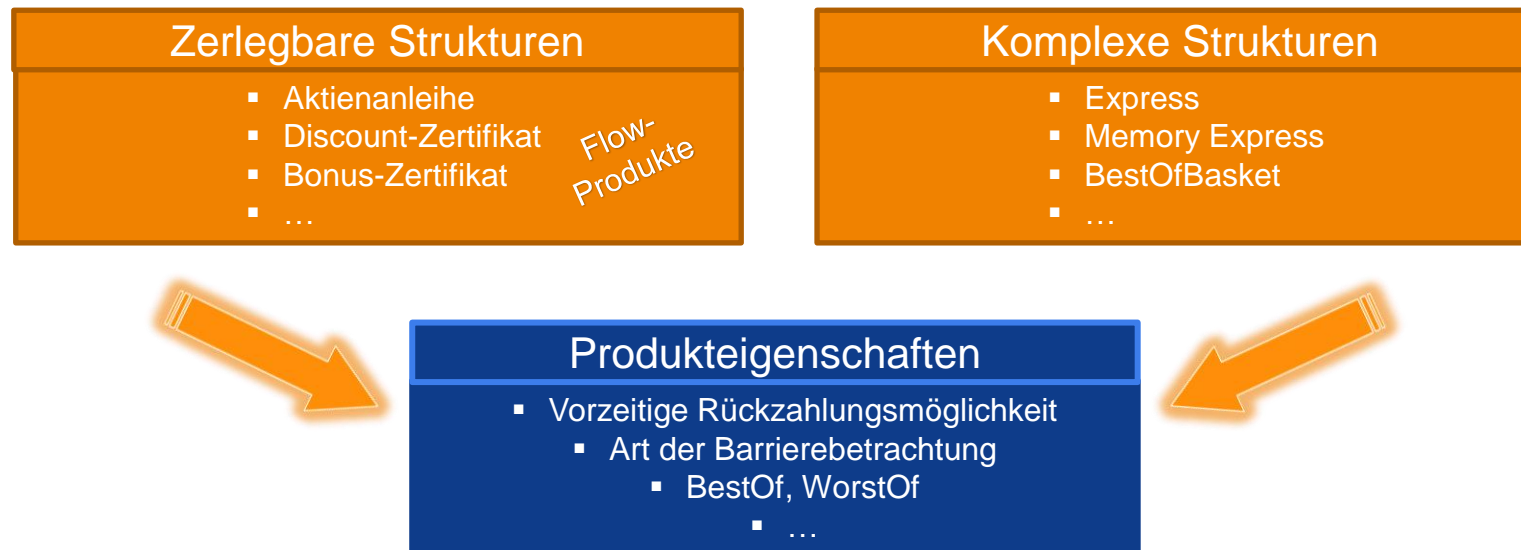 Zerlegbare Strukturen
▪ Aktienanleihe
▪ Discount-Zertifikat
▪ Bonus-Zertifikat
▪ …
Flow-
Produkte
Komplexe Strukturen
▪ Express
▪ Memory Express
▪ BestOfBasket
▪ …
Produkteigenschaften
▪ Vorzeitige Rückzahlungsmöglichkeit
▪ Art der Barrierebetrachtung
▪ BestOf, WorstOf
▪ …